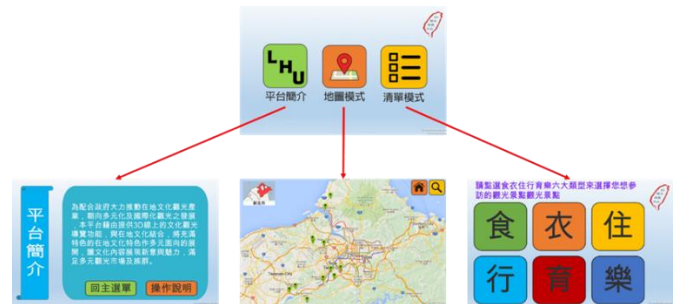 LHU
平台簡介
地圖模式
清單模式
平台簡介
為配合政府大力推動在地文化觀光產
業，朝向多元化及國際化觀光之發展
，本平台藉由提供3D線上的文化觀光
導覽功能，與在地文化結合，將充滿
特色的在地文化特色作多元面向的展
開，讓文化內容展現新意與魅力，滿
足多元觀光市場及族群。
回主選單
操作說明
請點選食衣住行育樂六大類型來選擇您想參
訪的觀光景點觀光景點
食
衣
住
行
育
樂